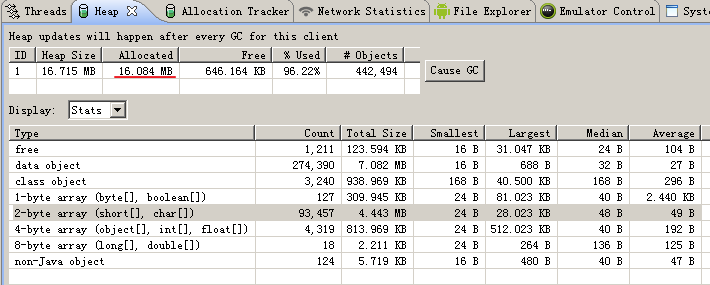 Threads Heap Allocation Tracker Network Statistics File Explorer Emulator Control Syste
Heap updates will happen after every GC for this client
ID Heap Size Allocated Free % Used # Objects
1 16.715 MB 16.084 MB 646.164 KB 96.22% 442,494 Cause GC
Display: Stats
Type Count Total Size Smallest Largest Median Average
free 1,211 123.594 KB 16 B 31.047 KB 24 B 104 B
data object 274,390 7.082 MB 16 B 688 B 32 B 27 B
class object 3,240 938.969 KB 168 B 40.500 KB 168 B 296 B
1-byte array (byte[], boolean[]) 127 309.945 KB 24 B 81.023 KB 40 B 2.440 KB
2-byte array (short[], char[]) 93,457 4.443 MB 24 B 28.023 KB 48 B 49 B
4-byte array (object[], int[], float[]) 4,319 813.969 KB 24 B 512.023 KB 40 B 192 B
8-byte array (long[], double[]) 18 2.211 KB 24 B 264 B 136 B 125 B
non-Java object 124 5.719 KB 16 B 480 B 40 B 47 B